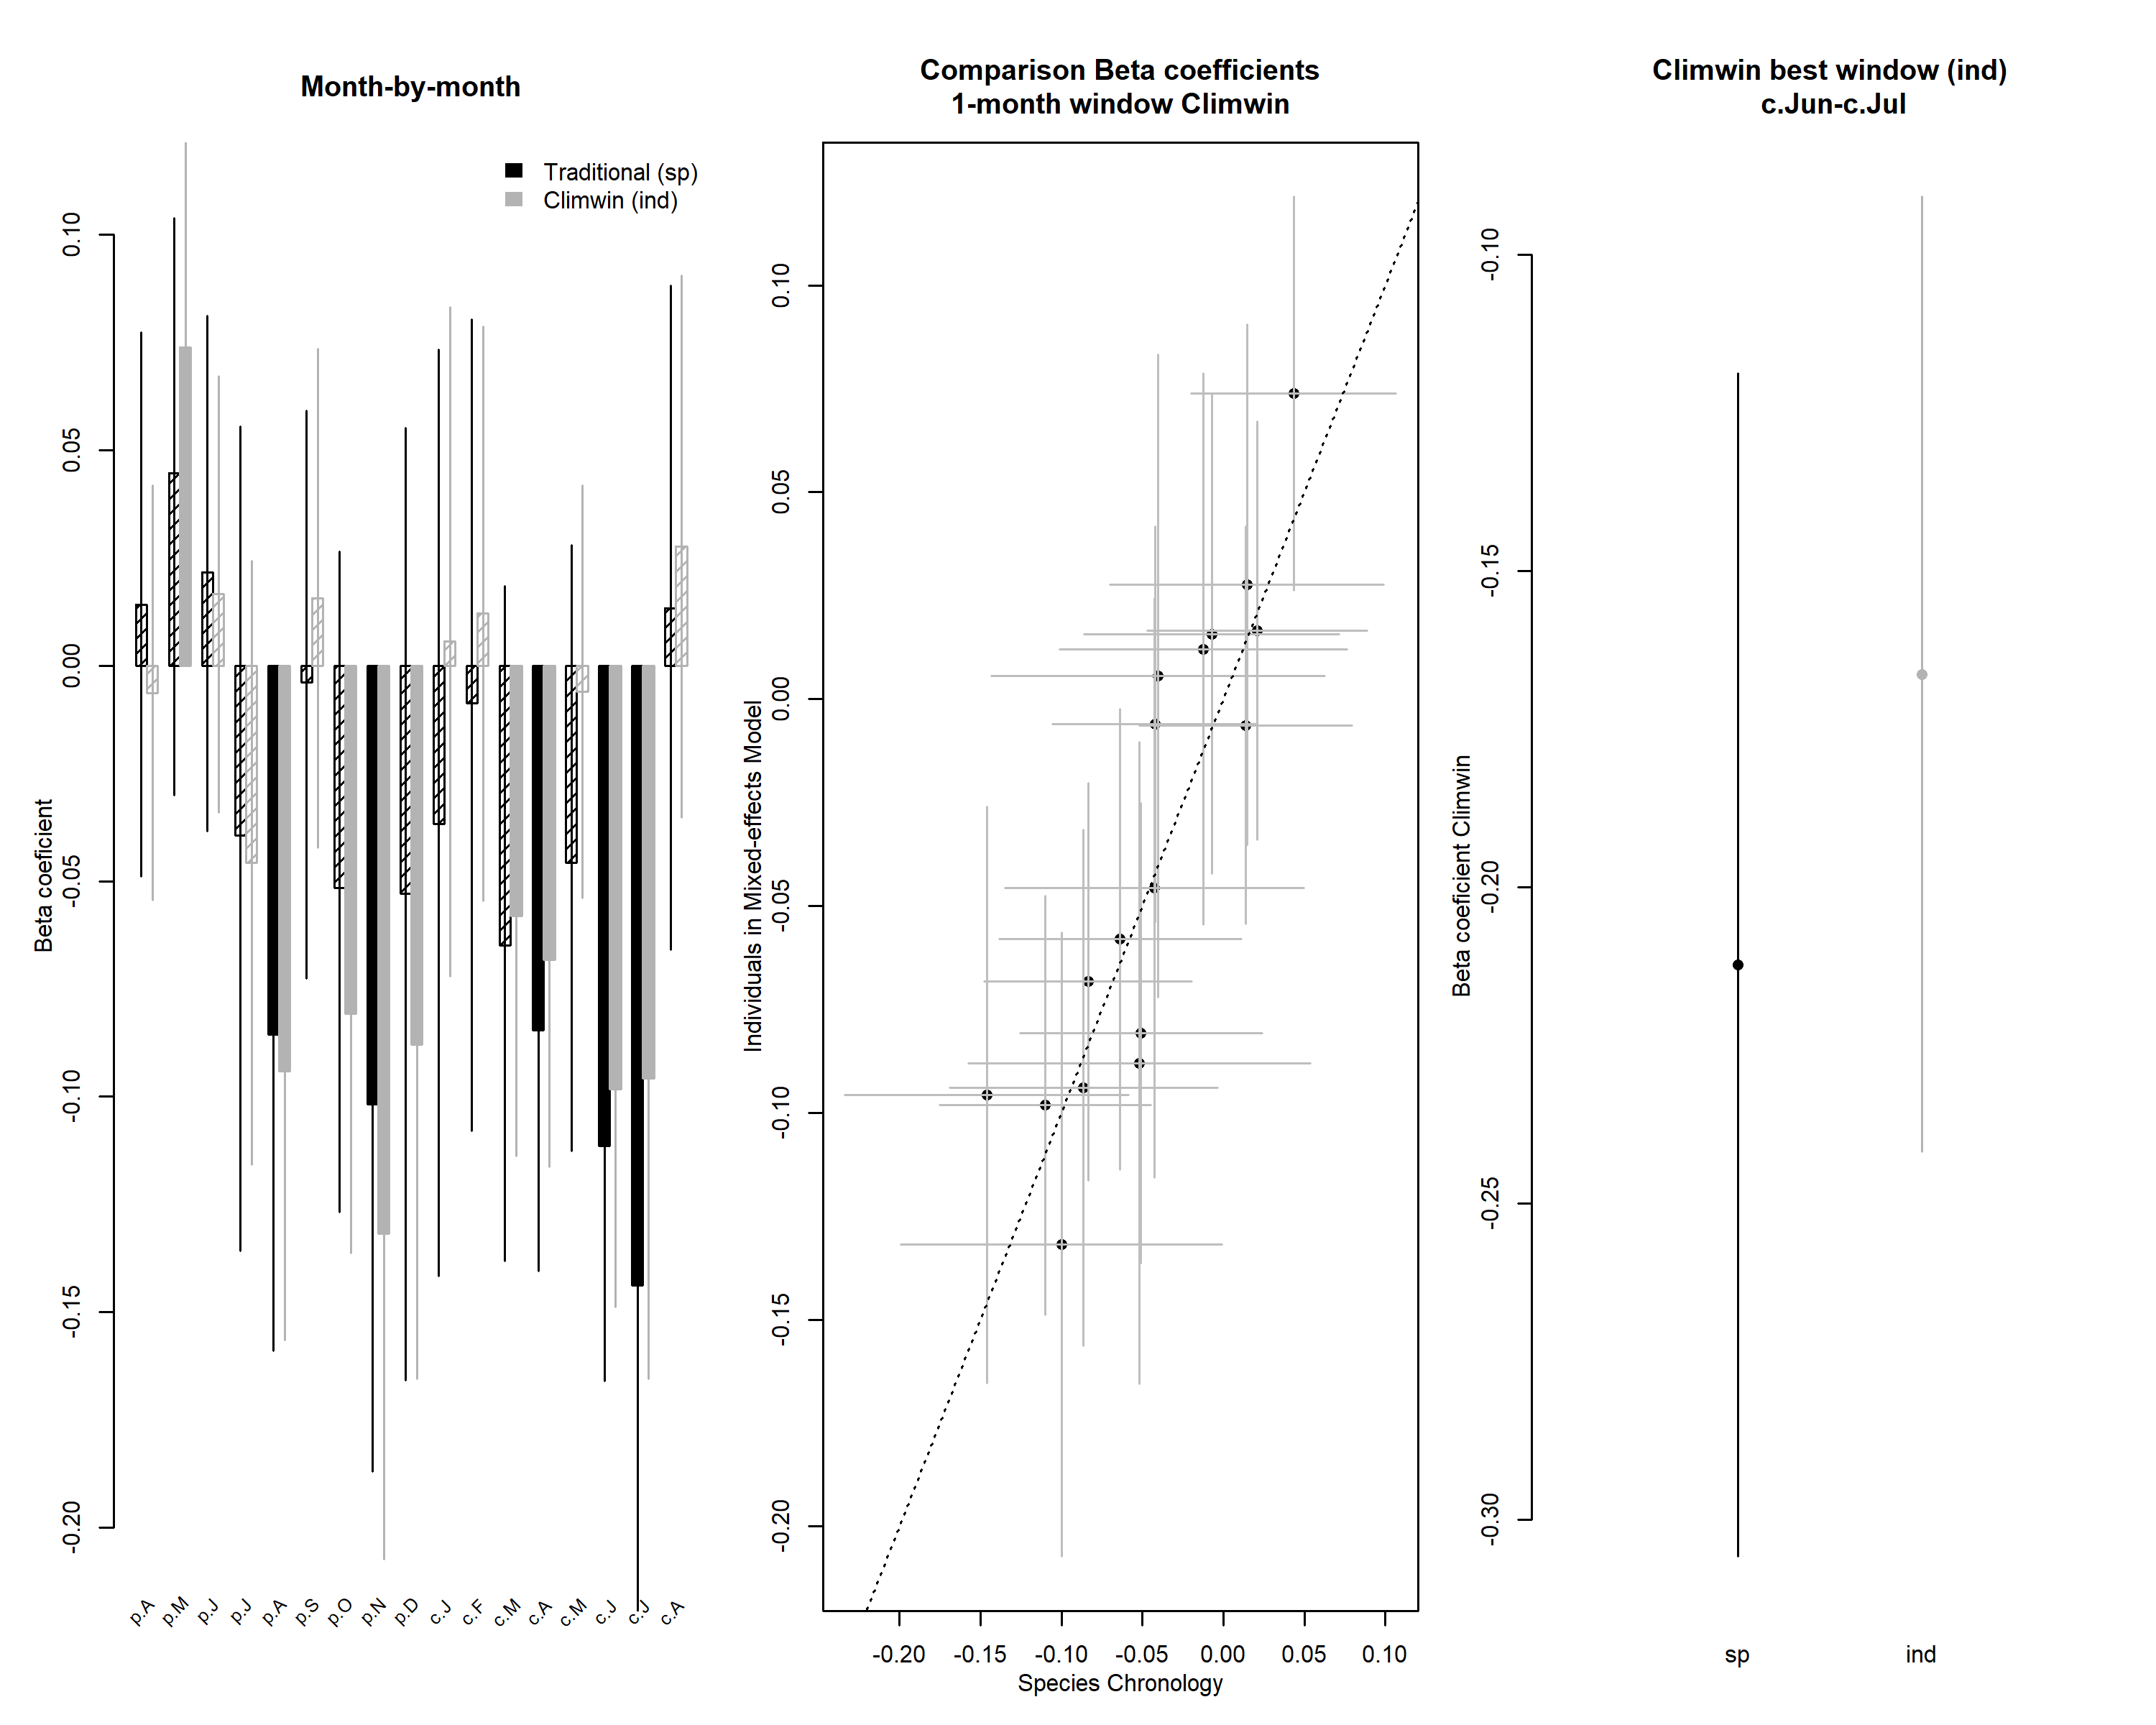 Month-by-month
Traditional (sp)
Climwin (ind)
Beta coeficient
0.10
0.05
0.00
-0.05
-0.10
-0.15
-0.20
p.A
p.M
p.J
p.J
p.A
p.S
p.O
p.N
p.D
c.J
c.F
c.M
c.A
c.M
c.J
c.J
c.A
Comparison Beta coefficients
1-month window Climwin
Individuals in Mixed-effects Model
0.10
0.05
0.00
-0.05
-0.10
-0.15
-0.20
-0.20 -0.15 -0.10 -0.05 0.00 0.05 0.10
Species Chronology
Climwin best window (ind)
c.Jun-c.Jul
Beta coeficient Climwin
-0.10
-0.15
-0.20
-0.25
-0.30
sp ind